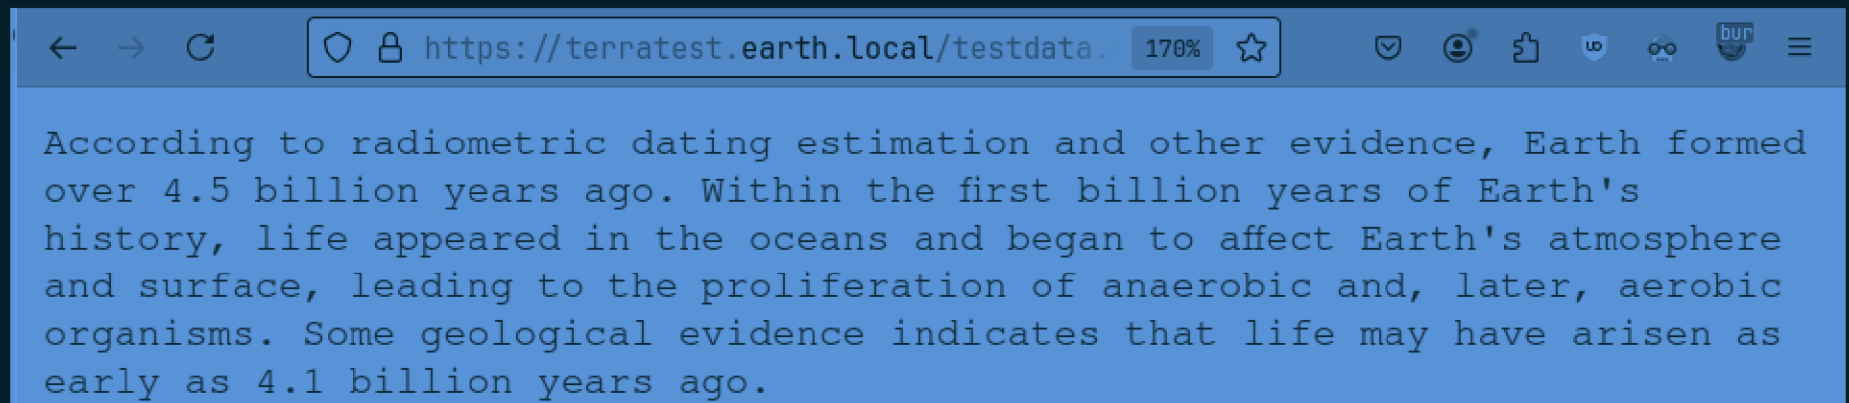 https://terratest.earth.local/testdata. 170%
bur
According to radiometric dating estimation and other evidence, Earth formed
over 4.5 billion years ago. Within the first billion years of Earth's
history, life appeared in the oceans and began to affect Earth's atmosphere
and surface, leading to the proliferation of anaerobic and, later, aerobic
organisms. Some geological evidence indicates that life may have arisen as
early as 4.1 billion years ago.